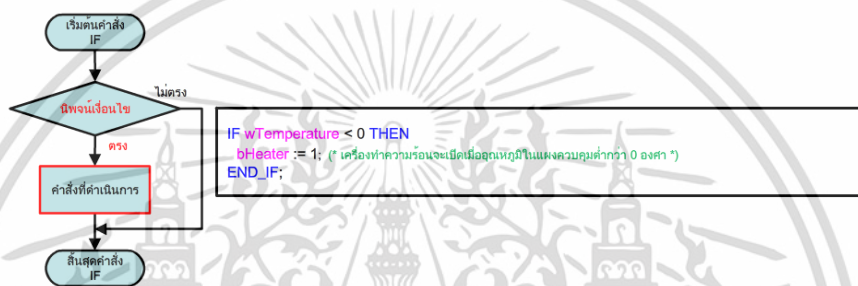 เริ่มต้นคำสั่ง
IF
ไม่ตรง
นิพจน์เงื่อนไข
ตรง
คำสั่งที่ดำเนินการ
สิ้นสุดคำสั่ง
IF
IF wTemperature < 0 THEN
bHeater := 1; (* เครื่องทำความร้อนจะเปิดเมื่ออุณหภูมิในแผงควบคุมต่ำกว่า 0 องศา *)
END_IF;